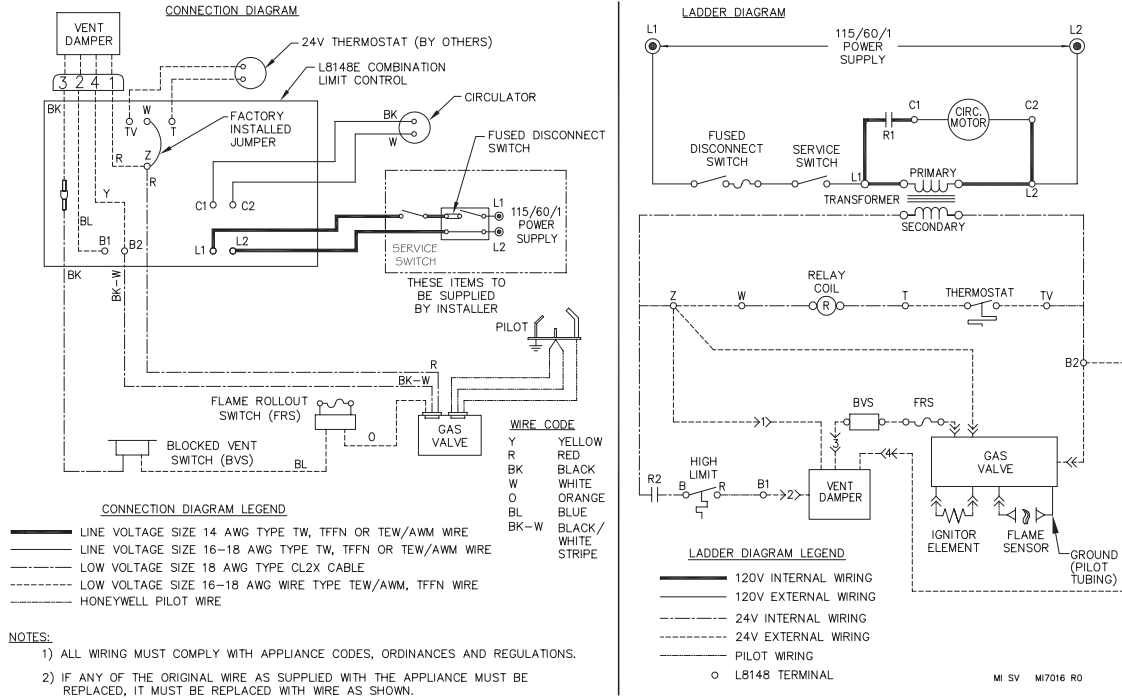 CONNECTION DIAGRAM
VENT
DAMPER
3 2 4 1
24V THERMOSTAT (BY OTHERS)
L8148E COMBINATION
LIMIT CONTROL
BK
TV
W
T
FACTORY
INSTALLED
JUMPER
BK
W
CIRCULATOR
R
Z
R
Y
BL
FUSED DISCONNECT
SWITCH
C1
C2
L1
115/60/1
POWER
SUPPLY
L2
B1
B2
L1
L2
SERVICE
SWITCH
BK
BK-W
THESE ITEMS TO
BE SUPPLIED
BY INSTALLER
PILOT
R
BK-W
FLAME ROLLOUT
SWITCH (FRS)
O
GAS
VALVE
BLOCKED VENT
SWITCH (BVS)
BL
WIRE CODE
Y YELLOW
R RED
BK BLACK
W WHITE
O ORANGE
BL BLUE
BK-W BLACK/
WHITE
STRIPE
CONNECTION DIAGRAM LEGEND
LINE VOLTAGE SIZE 14 AWG TYPE TW, TFFN OR TEW/AWM WIRE
LINE VOLTAGE SIZE 16-18 AWG TYPE TW, TFFN OR TEW/AWM WIRE
LOW VOLTAGE SIZE 18 AWG TYPE CL2X CABLE
LOW VOLTAGE SIZE 16-18 AWG WIRE TYPE TEW/AWM, TFFN WIRE
HONEYWELL PILOT WIRE
NOTES:
1) ALL WIRING MUST COMPLY WITH APPLIANCE CODES, ORDINANCES AND REGULATIONS.
2) IF ANY OF THE ORIGINAL WIRE AS SUPPLIED WITH THE APPLIANCE MUST BE
REPLACED, IT MUST BE REPLACED WITH WIRE AS SHOWN.
LADDER DIAGRAM
L1
115/60/1
POWER
SUPPLY
L2
C1
R1
CIRC.
MOTOR
C2
FUSED
DISCONNECT
SWITCH
SERVICE
SWITCH
L1
PRIMARY
L2
TRANSFORMER
SECONDARY
Z
W
RELAY
COIL
R
T
THERMOSTAT
TV
B2
BVS
FRS
1
3
4
GAS
VALVE
R2
HIGH
LIMIT
B
R
B1
2
VENT
DAMPER
IGNITOR
ELEMENT
FLAME
SENSOR
GROUND
(PILOT
TUBING)
LADDER DIAGRAM LEGEND
120V INTERNAL WIRING
120V EXTERNAL WIRING
24V INTERNAL WIRING
24V EXTERNAL WIRING
PILOT WIRING
L8148 TERMINAL
MI SV MI7016 R0